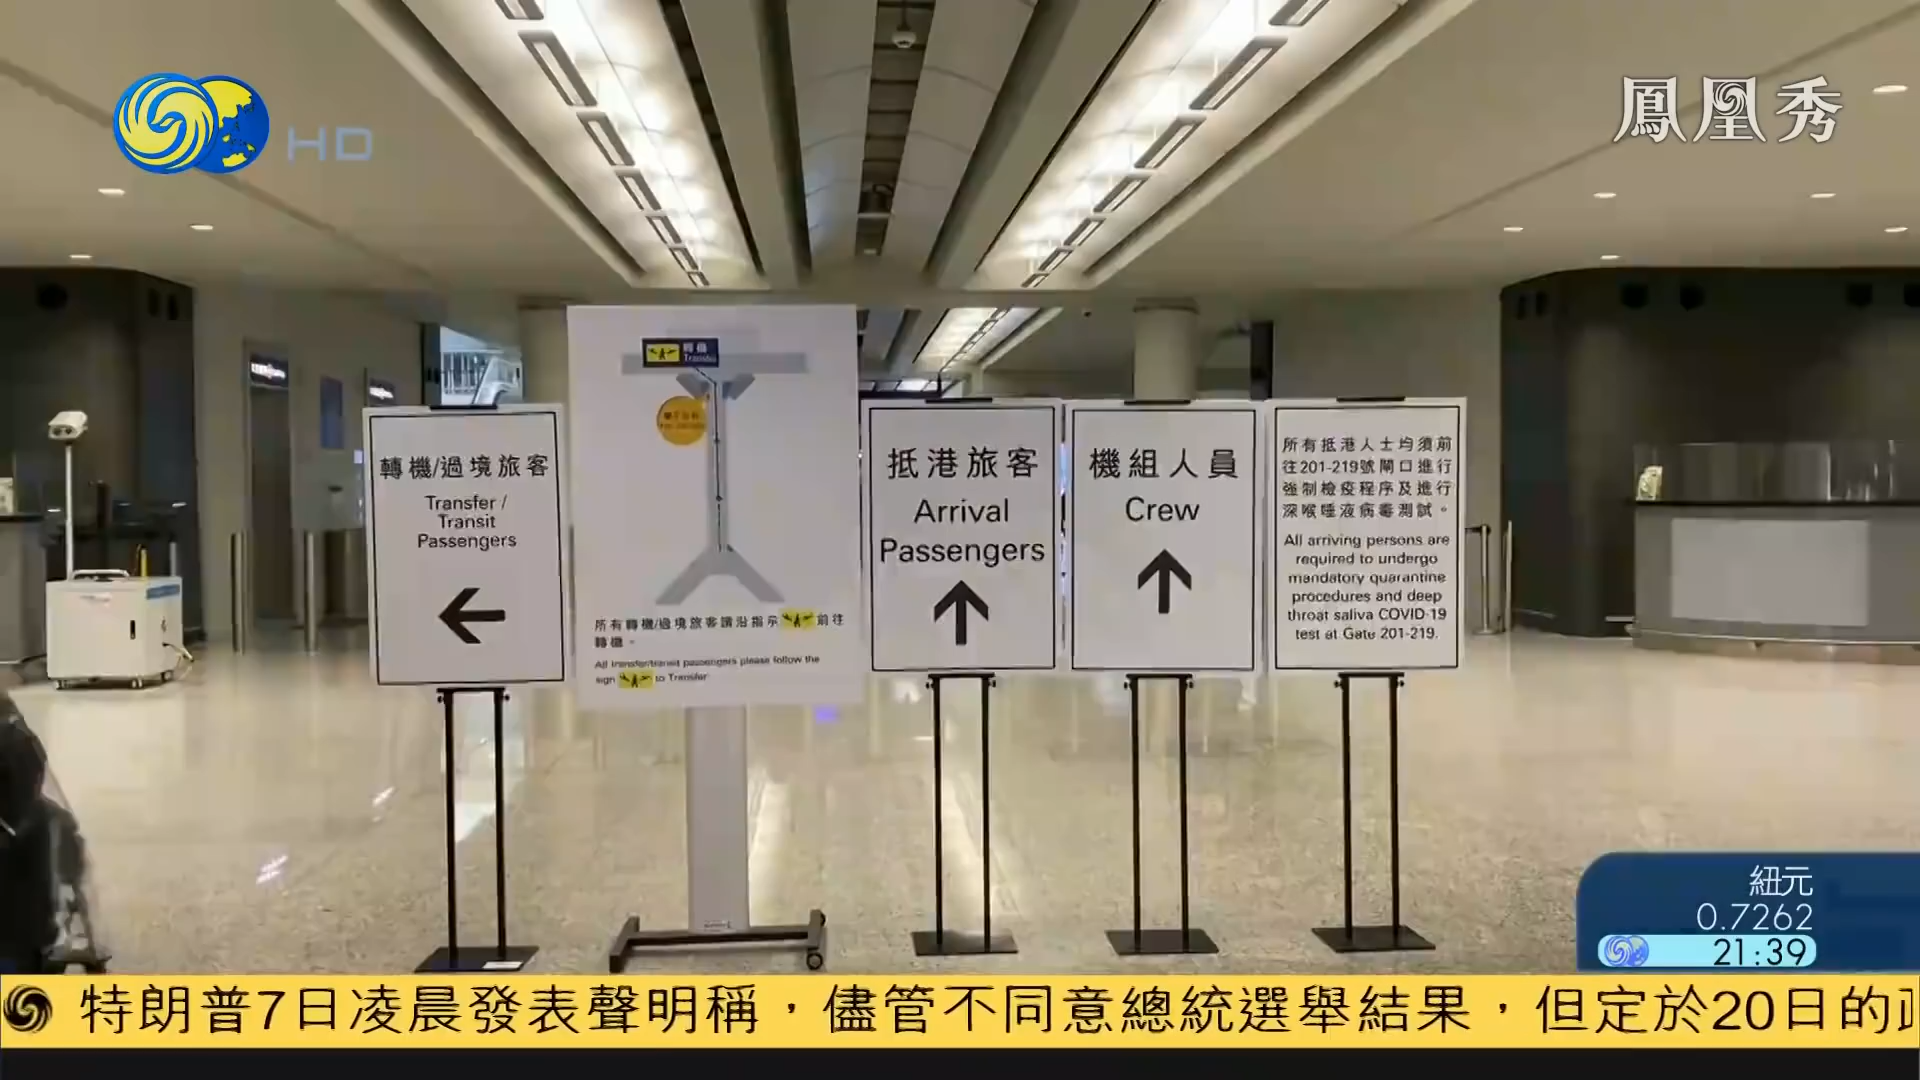 HD
鳳凰秀
轉機/過境旅客
Transfer /
Transit
Passengers
轉機
Transfer
所有轉機/過境旅客請沿指示 前往
轉機。
All transfer/transit passengers please follow the
sign to Transfer
抵港旅客
Arrival
Passengers
機組人員
Crew
所有抵港人士均須前
往201-219號閘口進行
強制檢疫程序及進行
深喉唾液病毒測試。
All arriving persons are
required to undergo
mandatory quarantine
procedures and deep
throat saliva COVID-19
test at Gate 201-219.
紐元
0.7262
21:39
特朗普7日凌晨發表聲明稱，儘管不同意總統選舉結果，但定於20日的